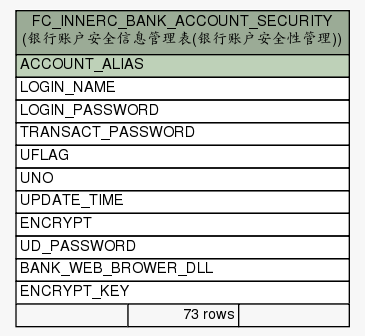 FC_INNERC_BANK_ACCOUNT_SECURITY
(银行账户安全信息管理表(银行账户安全性管理))
ACCOUNT_ALIAS
LOGIN_NAME
LOGIN_PASSWORD
TRANSACT_PASSWORD
UFLAG
UNO
UPDATE_TIME
ENCRYPT
UD_PASSWORD
BANK_WEB_BROWER_DLL
ENCRYPT_KEY
73 rows